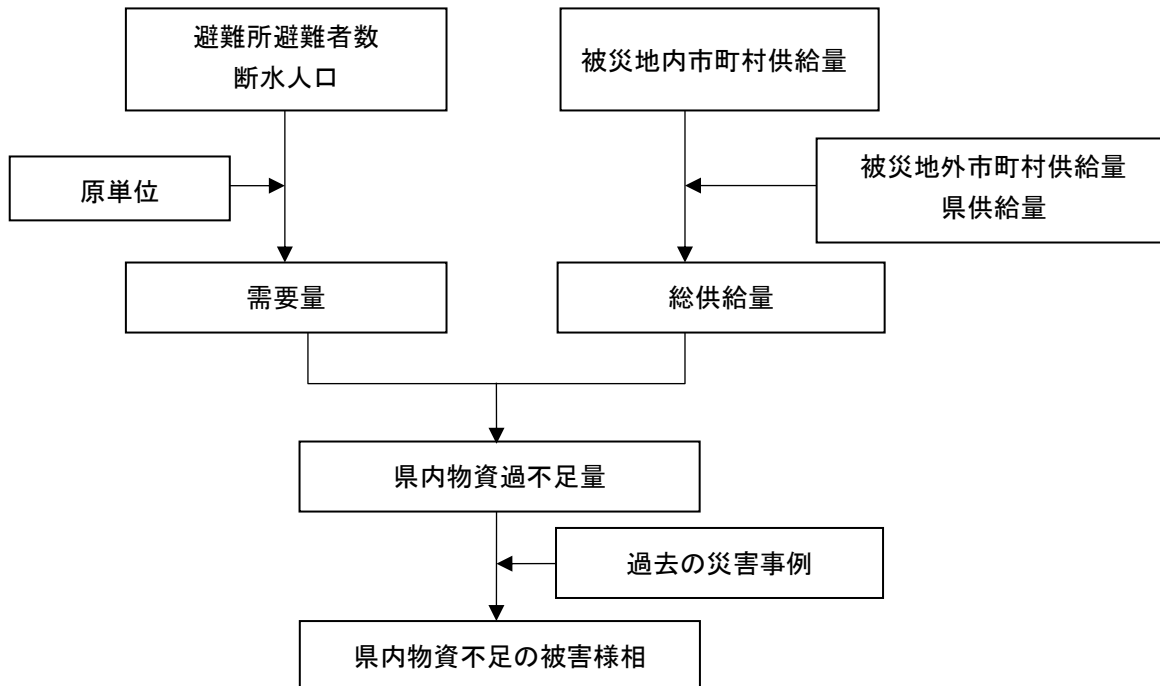 避難所避難者数
断水人口
被災地内市町村供給量
原単位
被災地外市町村供給量
県供給量
需要量
総供給量
県内物資過不足量
過去の災害事例
県内物資不足の被害様相